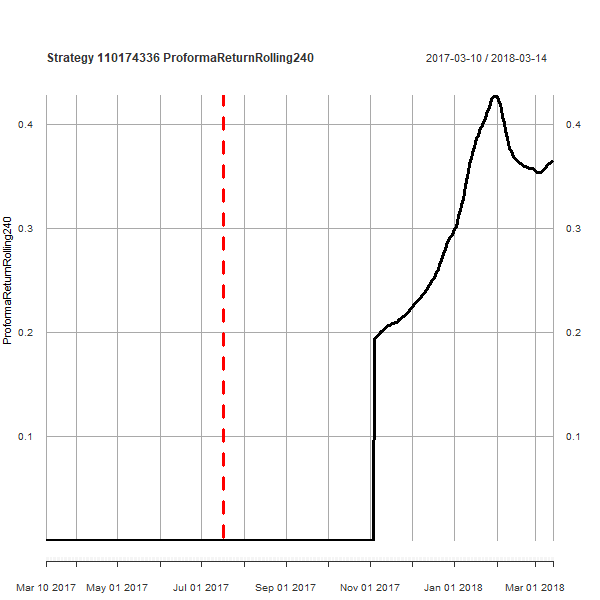 Strategy 110174336 ProformaReturnRolling240
2017-03-10 / 2018-03-14
0.4
0.4
0.3
0.3
ProformaReturnRolling240
0.2
0.2
0.1
0.1
Mar 10 2017
May 01 2017
Jul 01 2017
Sep 01 2017
Nov 01 2017
Jan 01 2018
Mar 01 2018